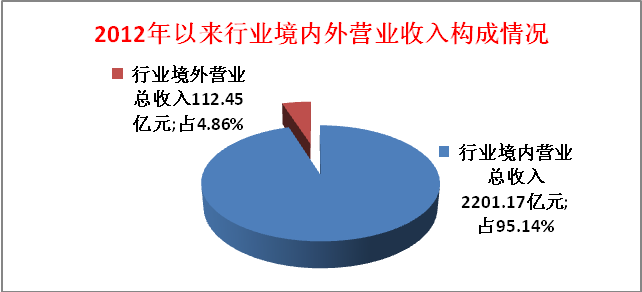 2012年以来行业境内外营业收入构成情况
行业境外营业
总收入112.45
亿元;占4.86%
行业境内营业
总收入
2201.17亿元;
占95.14%